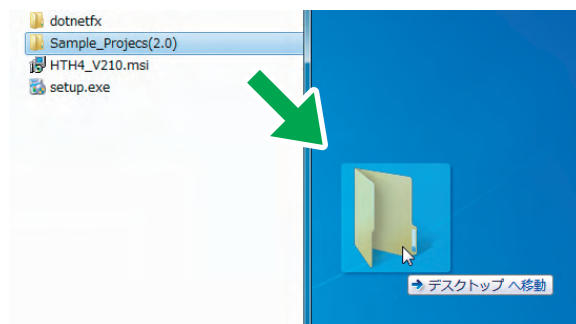 dotnetfx
Sample_Projecs(2.0)
HTH4_V210.msi
setup.exe
デスクトップ へ移動